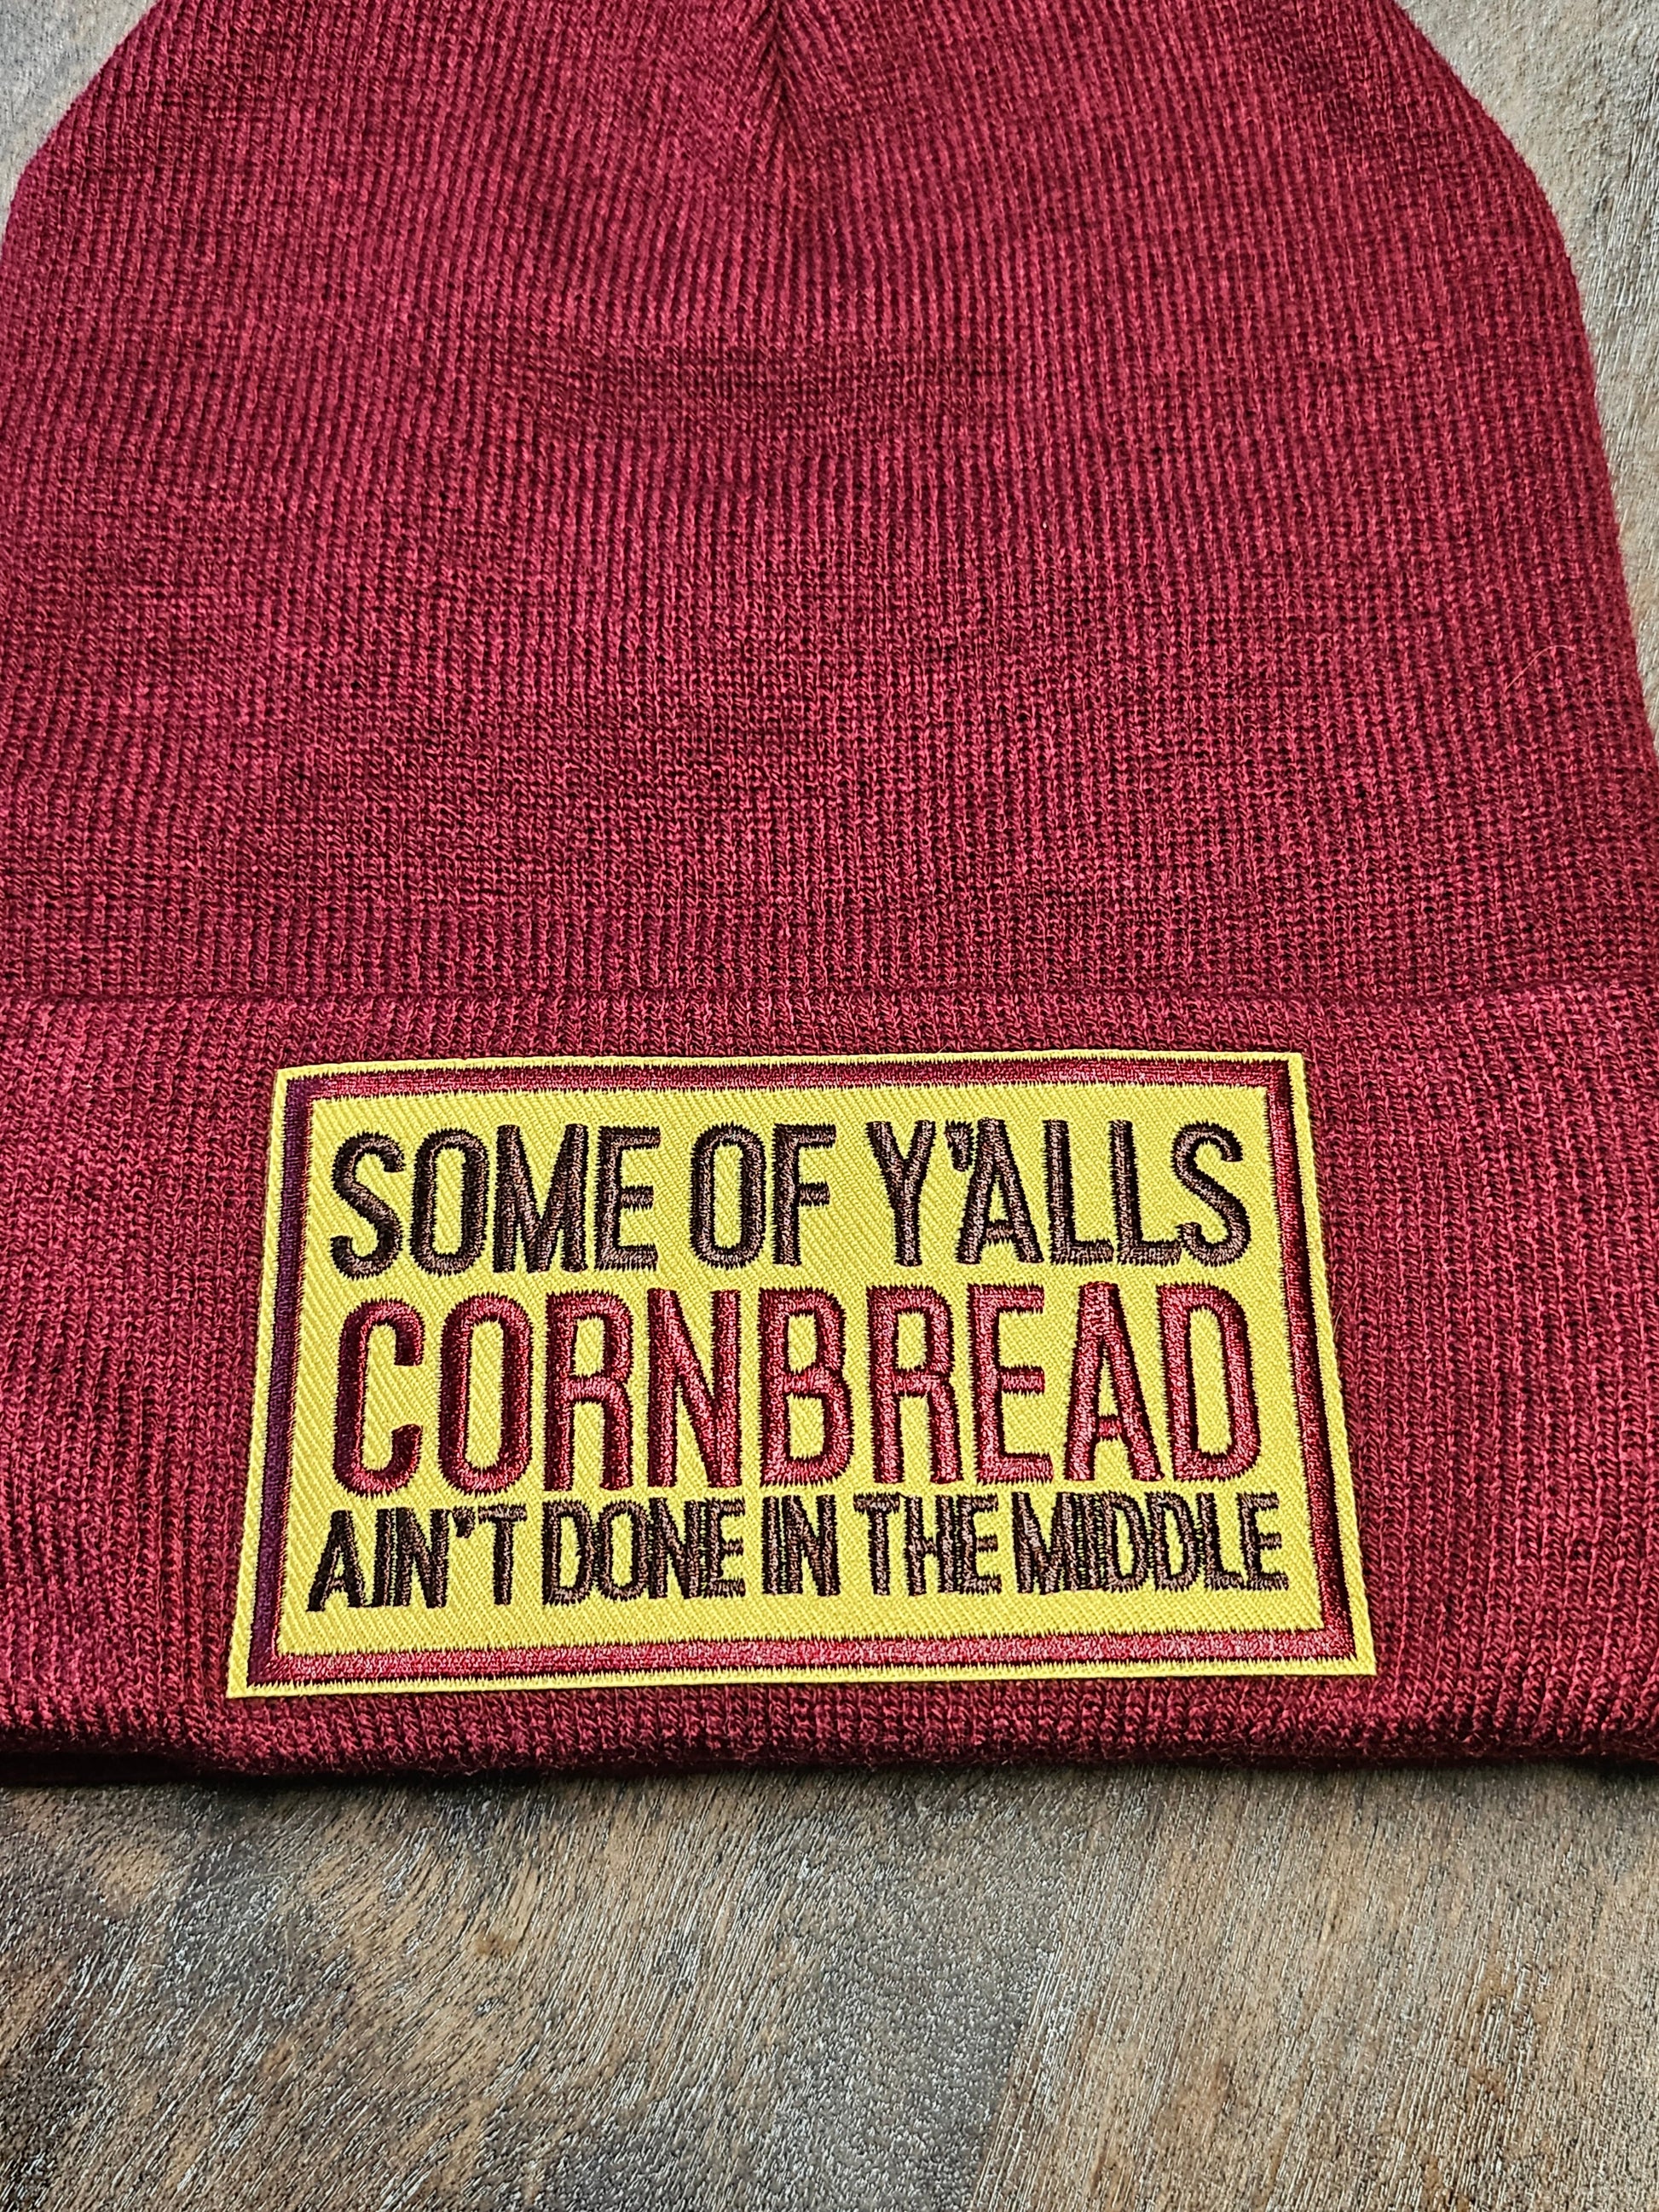 SOME OF Y'ALLS
CORNBREAD
AIN'T DONE IN THE MIDDLE